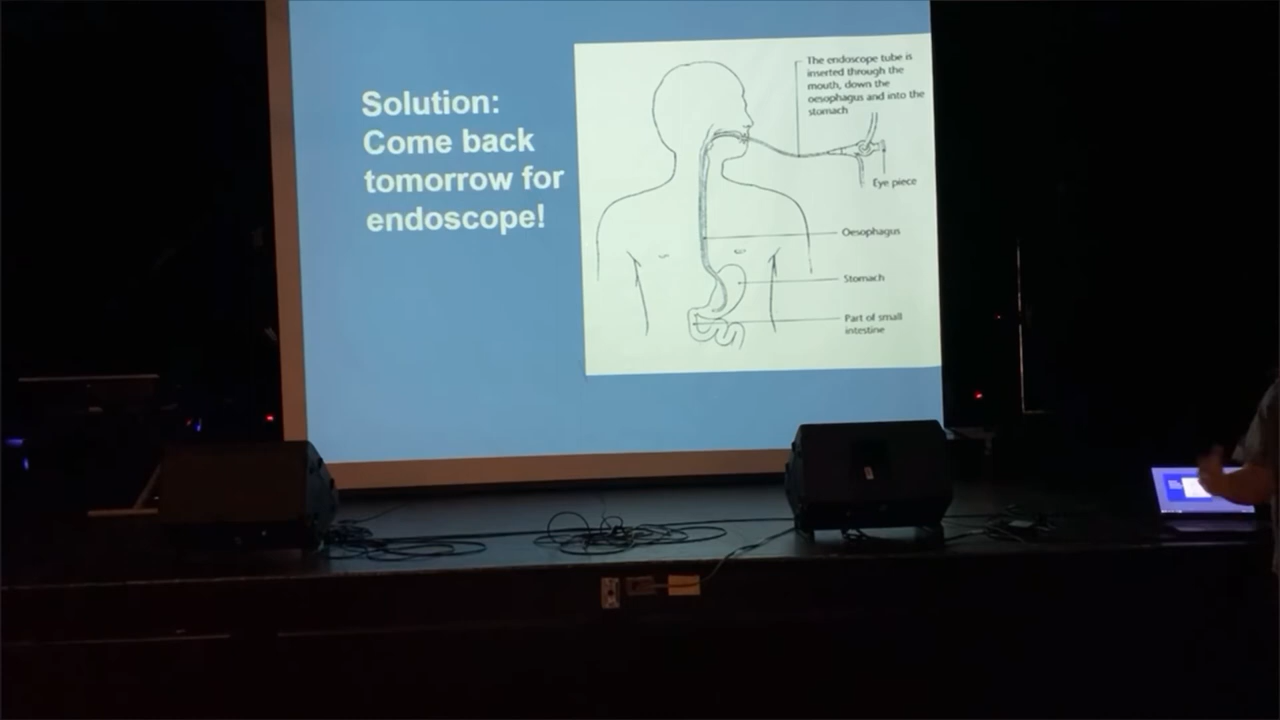 Solution:
Come back
tomorrow for
endoscope!
The endoscope tube is
inserted through the
mouth, down the
oesophagus and into the
stomach
Eye piece
Oesophagus
Stomach
Part of small
intestine